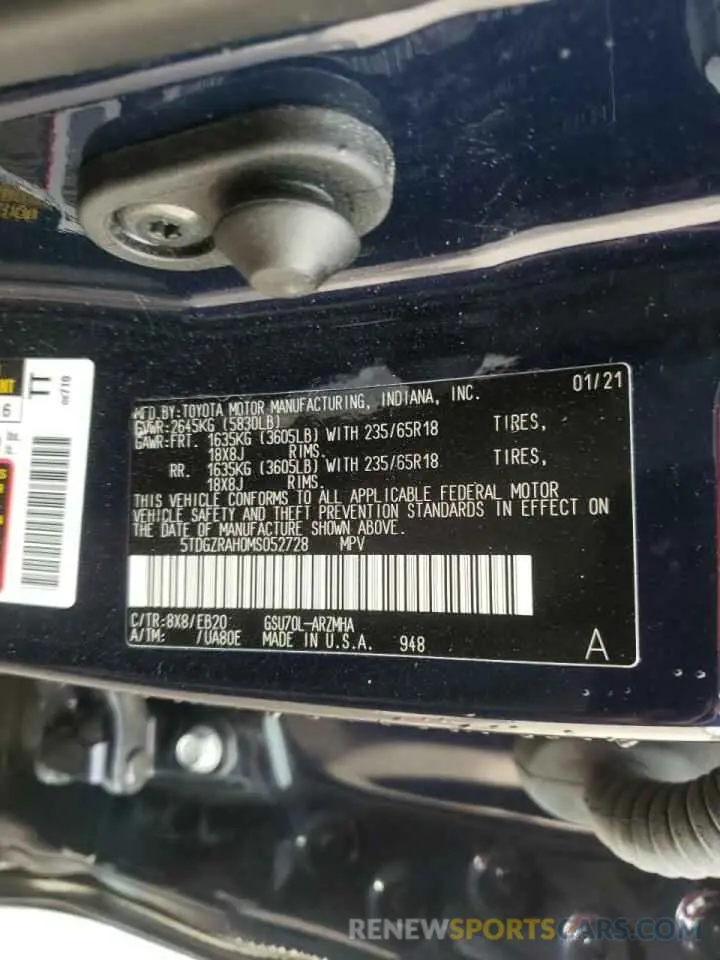 MFD.BY:TOYOTA MOTOR MANUFACTURING, INDIANA, INC. 01/21
GVWR:2645KG (5830LB)
GAWR:FRT. 1635KG (3605LB) WITH 235/65R18 TIRES,
18X8J RIMS.
RR. 1635KG (3605LB) WITH 235/65R18 TIRES,
18X8J RIMS.
THIS VEHICLE CONFORMS TO ALL APPLICABLE FEDERAL MOTOR
VEHICLE SAFETY AND THEFT PREVENTION STANDARDS IN EFFECT ON
THE DATE OF MANUFACTURE SHOWN ABOVE.
5TDGZRAH0MS052728 MPV
C/TR:8X8/EB20 GSU70L-ARZMHA
A/TM: /UA80E MADE IN U.S.A. 948
A
TT
RENEWSPORTSCARS.COM